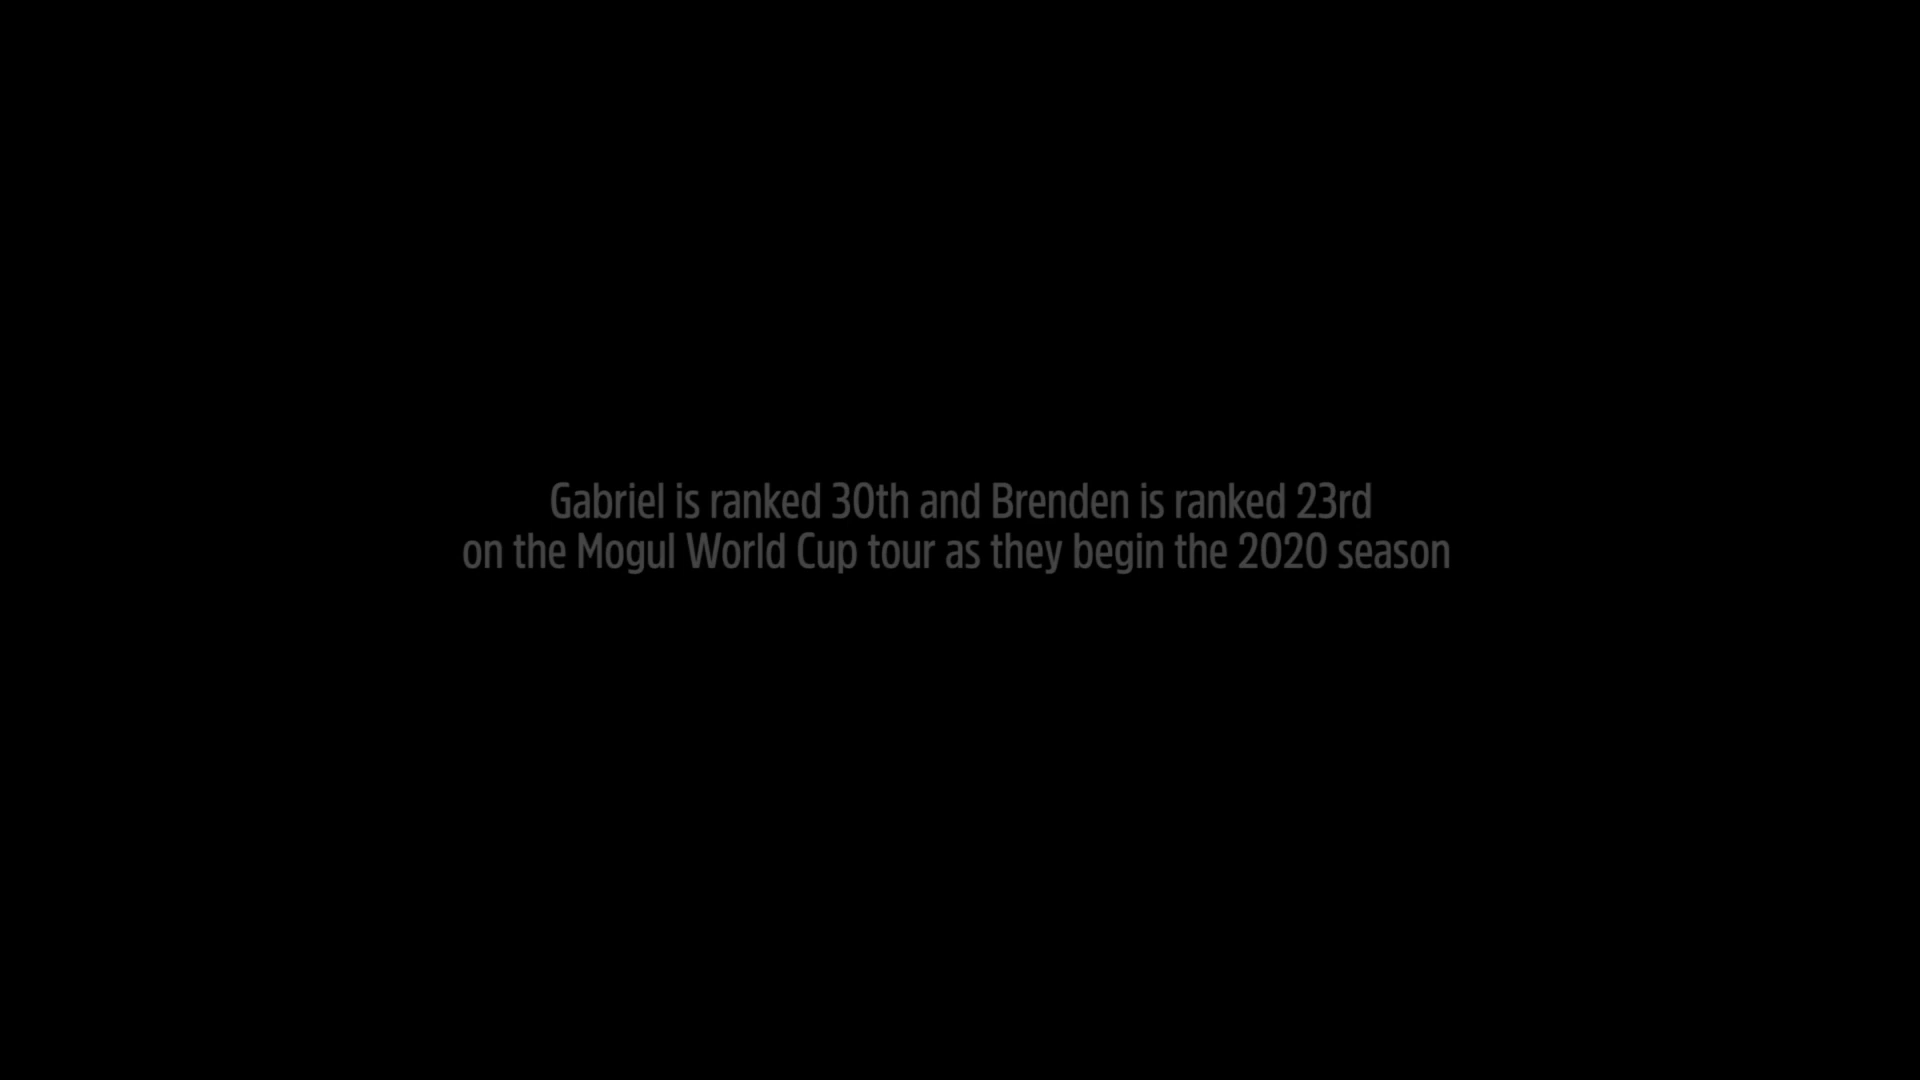 Gabriel is ranked 30th and Brenden is ranked 23rd
on the Mogul World Cup tour as they begin the 2020 season